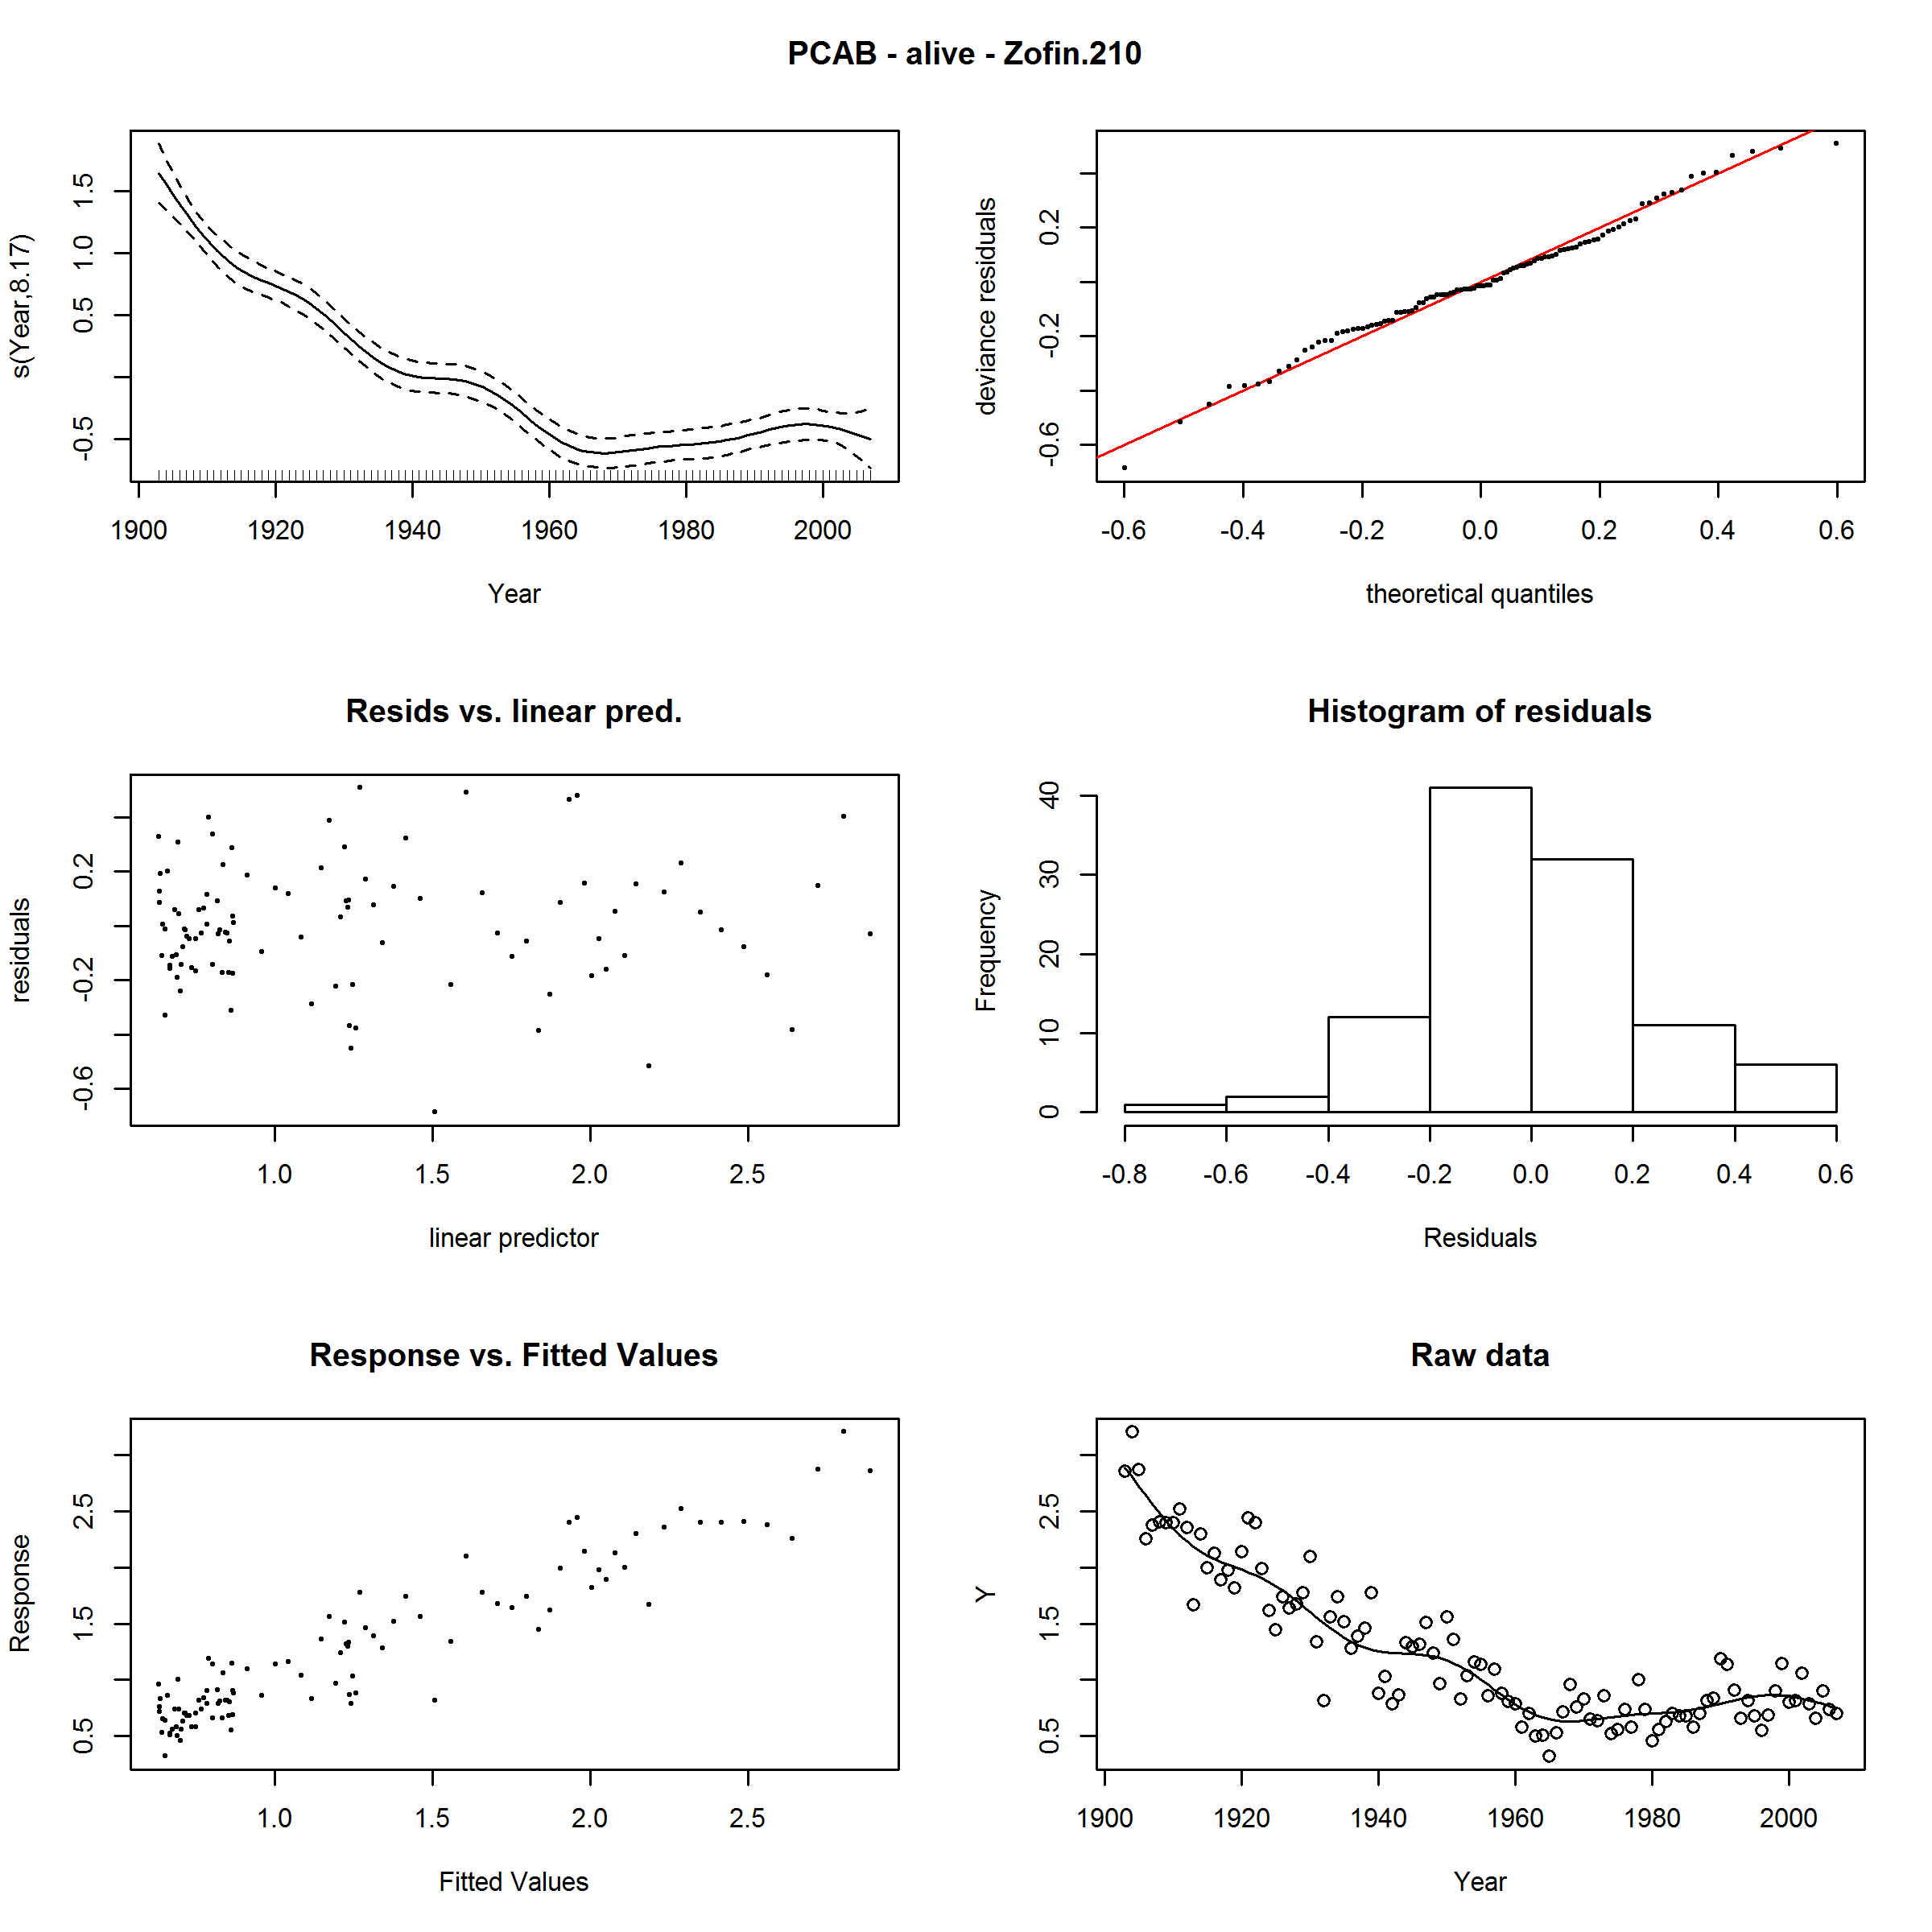 PCAB - alive - Zofin.210
s(Year,8.17)
-0.5 0.5 1.0 1.5
1900 1920 1940 1960 1980 2000
Year
deviance residuals
-0.6 -0.2 0.2
-0.6 -0.4 -0.2 0.0 0.2 0.4 0.6
theoretical quantiles
Resids vs. linear pred.
residuals
-0.6 -0.2 0.2
1.0 1.5 2.0 2.5
linear predictor
Histogram of residuals
Frequency
0 10 20 30 40
-0.8 -0.6 -0.4 -0.2 0.0 0.2 0.4 0.6
Residuals
Response vs. Fitted Values
Response
0.5 1.5 2.5
1.0 1.5 2.0 2.5
Fitted Values
Raw data
Y
0.5 1.5 2.5
1900 1920 1940 1960 1980 2000
Year